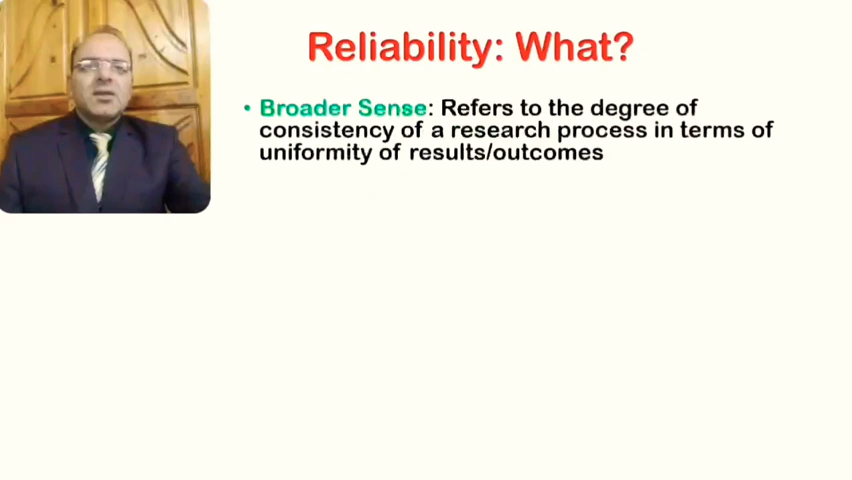 Reliability: What?
• Broader Sense: Refers to the degree of
consistency of a research process in terms of
uniformity of results/outcomes